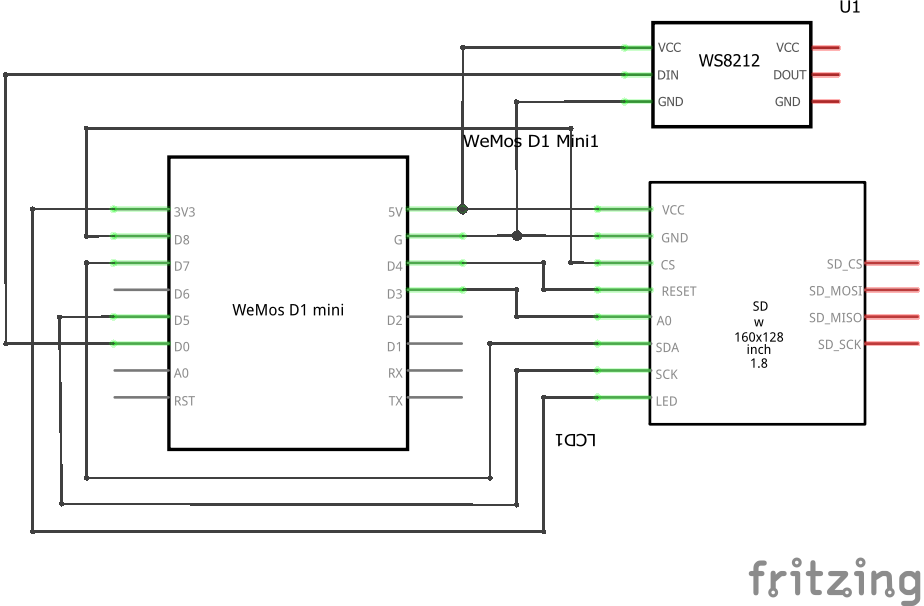 U1
VCC
DIN
GND
WS8212
VCC
DOUT
GND
WeMos D1 Mini1
3V3
D8
D7
D6
D5
D0
A0
RST
WeMos D1 mini
5V
G
D4
D3
D2
D1
RX
TX
VCC
GND
CS
RESET
A0
SDA
SCK
LED
SD
w
160x128
inch
1.8
SD_CS
SD_MOSI
SD_MISO
SD_SCK
LCD1
fritzing